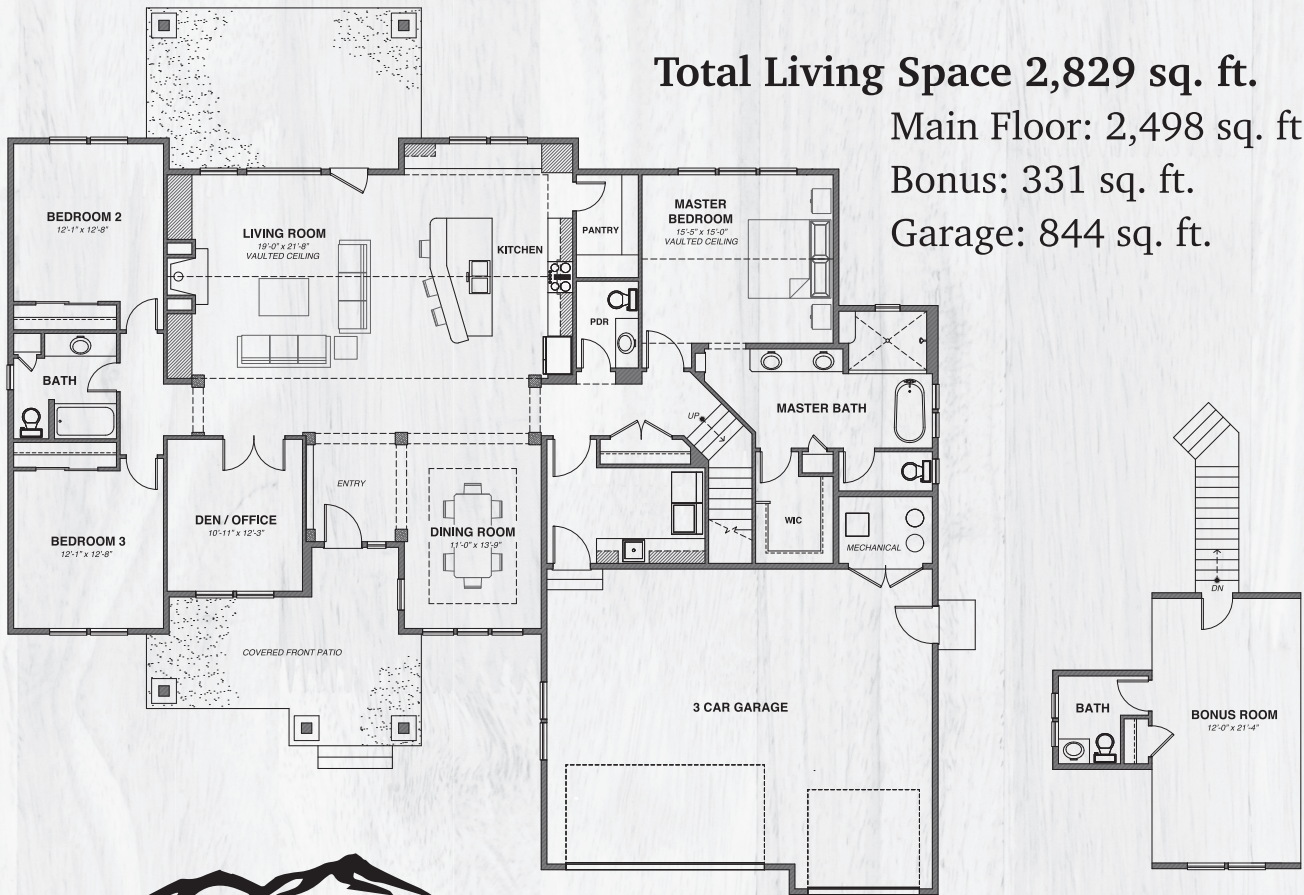 Total Living Space 2,829 sq. ft.
Main Floor: 2,498 sq. ft
Bonus: 331 sq. ft.
Garage: 844 sq. ft.
BEDROOM 2
12'-1" x 12'-8"
LIVING ROOM
19'-0" x 21'-8"
VAULTED CEILING
KITCHEN
PANTRY
MASTER
BEDROOM
15'-5" x 15'-0"
VAULTED CEILING
PDR
BATH
UP
MASTER BATH
BEDROOM 3
12'-1" x 12'-8"
DEN / OFFICE
10'-11" x 12'-3"
ENTRY
DINING ROOM
11'-0" x 13'-9"
WIC
MECHANICAL
COVERED FRONT PATIO
3 CAR GARAGE
DN
BATH
BONUS ROOM
12'-0" x 21'-4"